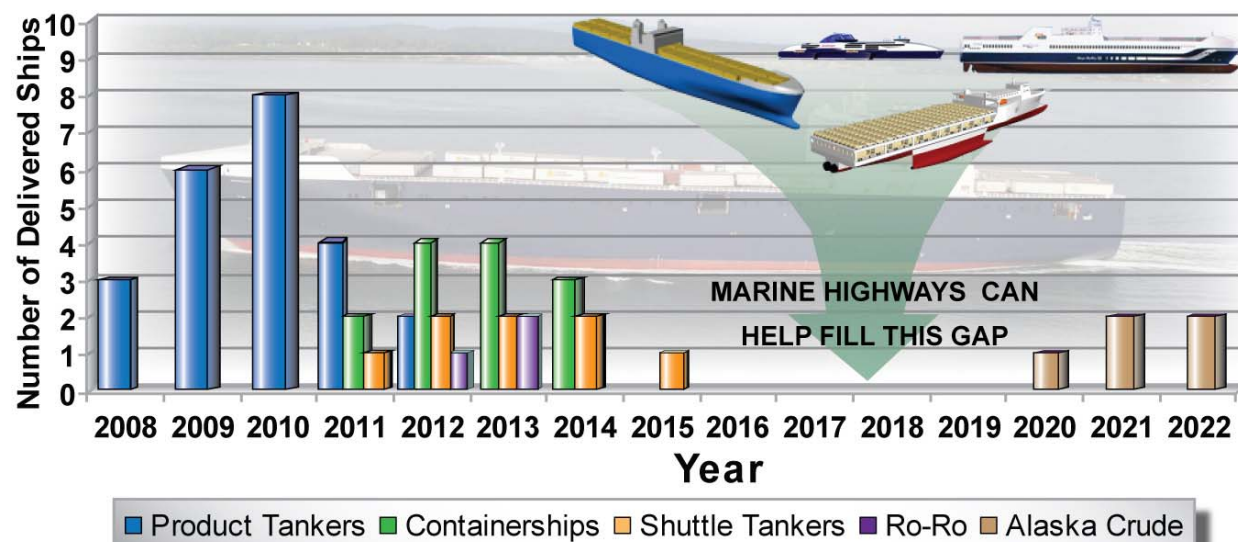 Number of Delivered Ships
10
9
8
7
6
5
4
3
2
1
0
MARINE HIGHWAYS CAN
HELP FILL THIS GAP
2008 2009 2010 2011 2012 2013 2014 2015 2016 2017 2018 2019 2020 2021 2022
Year
Product Tankers Containerships Shuttle Tankers Ro-Ro Alaska Crude